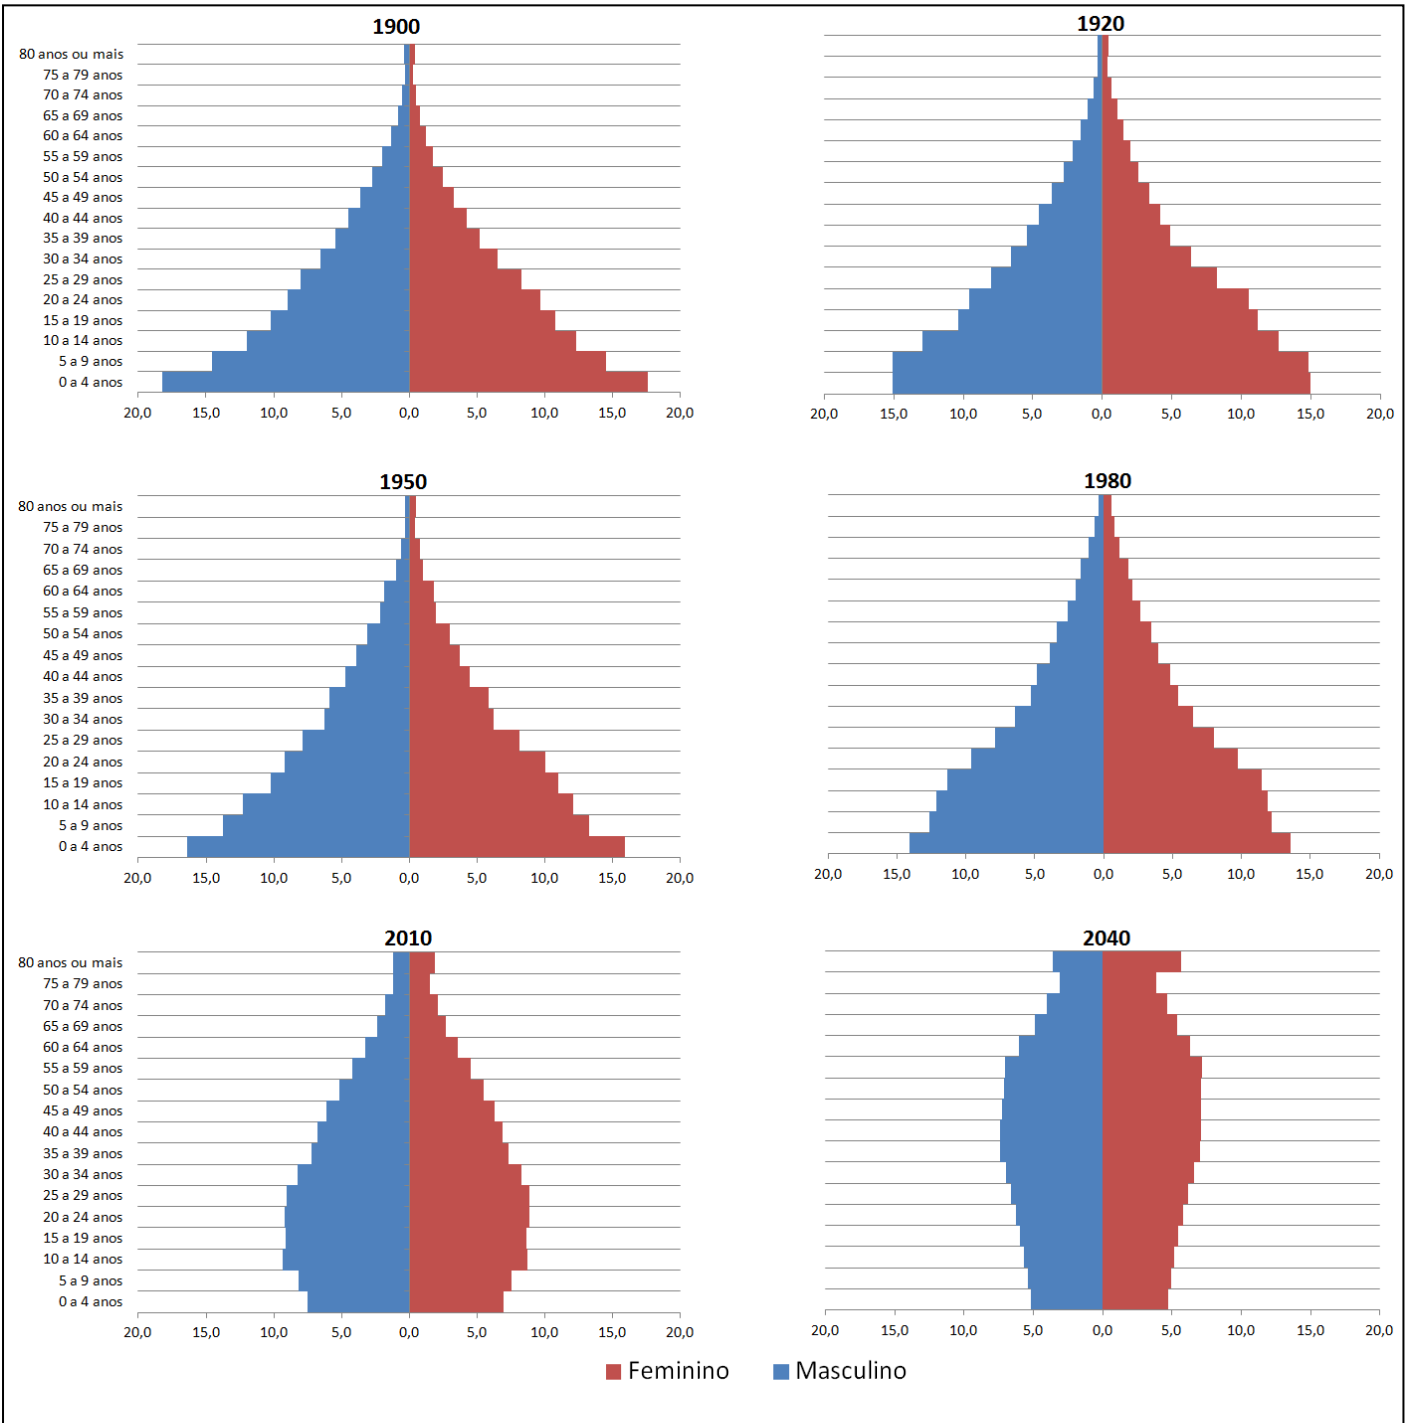 1900
80 anos ou mais
75 a 79 anos
70 a 74 anos
65 a 69 anos
60 a 64 anos
55 a 59 anos
50 a 54 anos
45 a 49 anos
40 a 44 anos
35 a 39 anos
30 a 34 anos
25 a 29 anos
20 a 24 anos
15 a 19 anos
10 a 14 anos
5 a 9 anos
0 a 4 anos
20,0 15,0 10,0 5,0 0,0 5,0 10,0 15,0 20,0
1920
20,0 15,0 10,0 5,0 0,0 5,0 10,0 15,0 20,0
1950
80 anos ou mais
75 a 79 anos
70 a 74 anos
65 a 69 anos
60 a 64 anos
55 a 59 anos
50 a 54 anos
45 a 49 anos
40 a 44 anos
35 a 39 anos
30 a 34 anos
25 a 29 anos
20 a 24 anos
15 a 19 anos
10 a 14 anos
5 a 9 anos
0 a 4 anos
20,0 15,0 10,0 5,0 0,0 5,0 10,0 15,0 20,0
1980
20,0 15,0 10,0 5,0 0,0 5,0 10,0 15,0 20,0
2010
80 anos ou mais
75 a 79 anos
70 a 74 anos
65 a 69 anos
60 a 64 anos
55 a 59 anos
50 a 54 anos
45 a 49 anos
40 a 44 anos
35 a 39 anos
30 a 34 anos
25 a 29 anos
20 a 24 anos
15 a 19 anos
10 a 14 anos
5 a 9 anos
0 a 4 anos
20,0 15,0 10,0 5,0 0,0 5,0 10,0 15,0 20,0
2040
20,0 15,0 10,0 5,0 0,0 5,0 10,0 15,0 20,0
Feminino Masculino